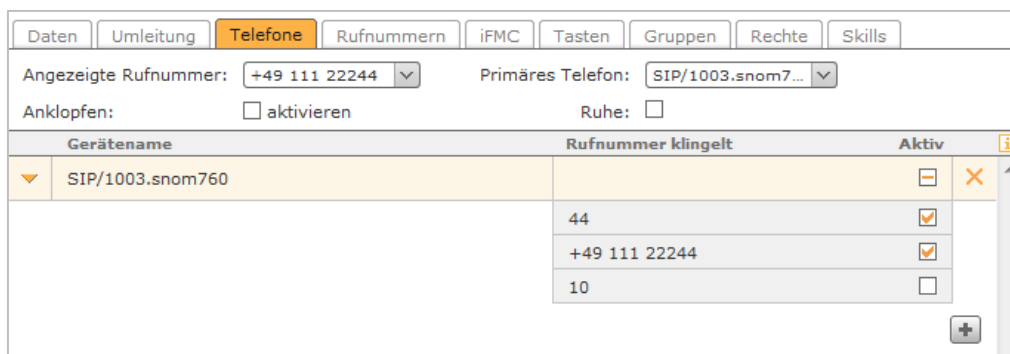 Daten Umleitung Telefone Rufnummern iFMC Tasten Gruppen Rechte Skills
Angezeigte Rufnummer: +49 111 22244 Primäres Telefon: SIP/1003.snom7...
Anklopfen: aktivieren Ruhe:
Gerätename Rufnummer klingelt Aktiv
SIP/1003.snom760
44
+49 111 22244
10